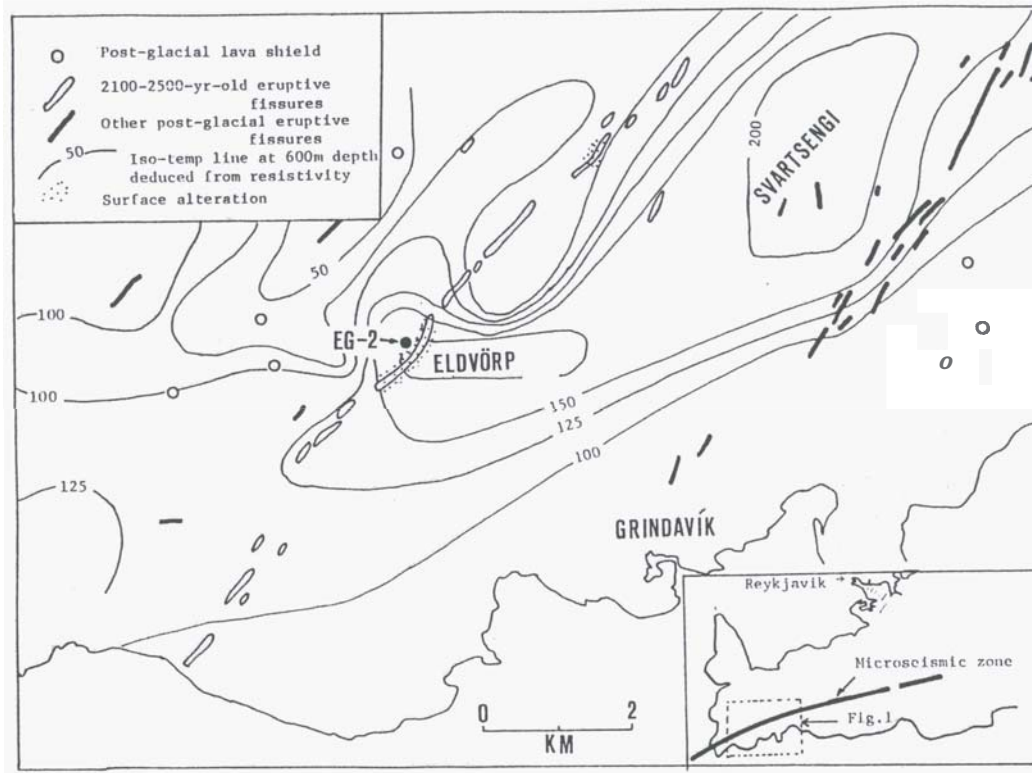 Post-glacial lava shield
2100-2500-yr-old eruptive
fissures
Other post-glacial eruptive
fissures
50
Iso-temp line at 600m depth
deduced from resistivity
Surface alteration
200
SVARTSENGI
50
100
EG-2
ELDVÖRP
100
150
125
100
125
GRINDAVÍK
0 2
KM
Reykjavik
Microseismic zone
Fig.1